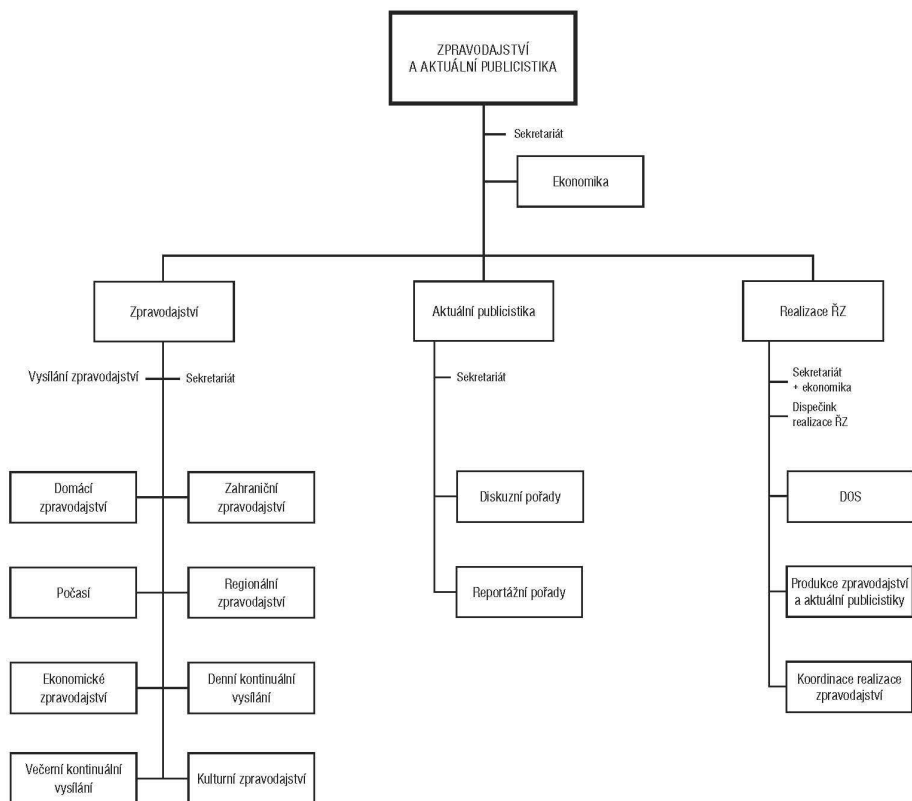 ZPRAVODAJSTVÍ
A AKTUÁLNÍ PUBLICISTIKA
Sekretariát
Ekonomika
Zpravodajství
Aktuální publicistika
Realizace ŘZ
Vysílání zpravodajství
Sekretariát
Sekretariát
Sekretariát
+ ekonomika
Dispečink
realizace ŘZ
Domácí
zpravodajství
Zahraniční
zpravodajství
Diskuzní pořady
DOS
Počasí
Regionální
zpravodajství
Reportážní pořady
Produkce zpravodajství
a aktuální publicistiky
Ekonomické
zpravodajství
Denní kontinuální
vysílání
Koordinace realizace
zpravodajství
Večerní kontinuální
vysílání
Kulturní zpravodajství